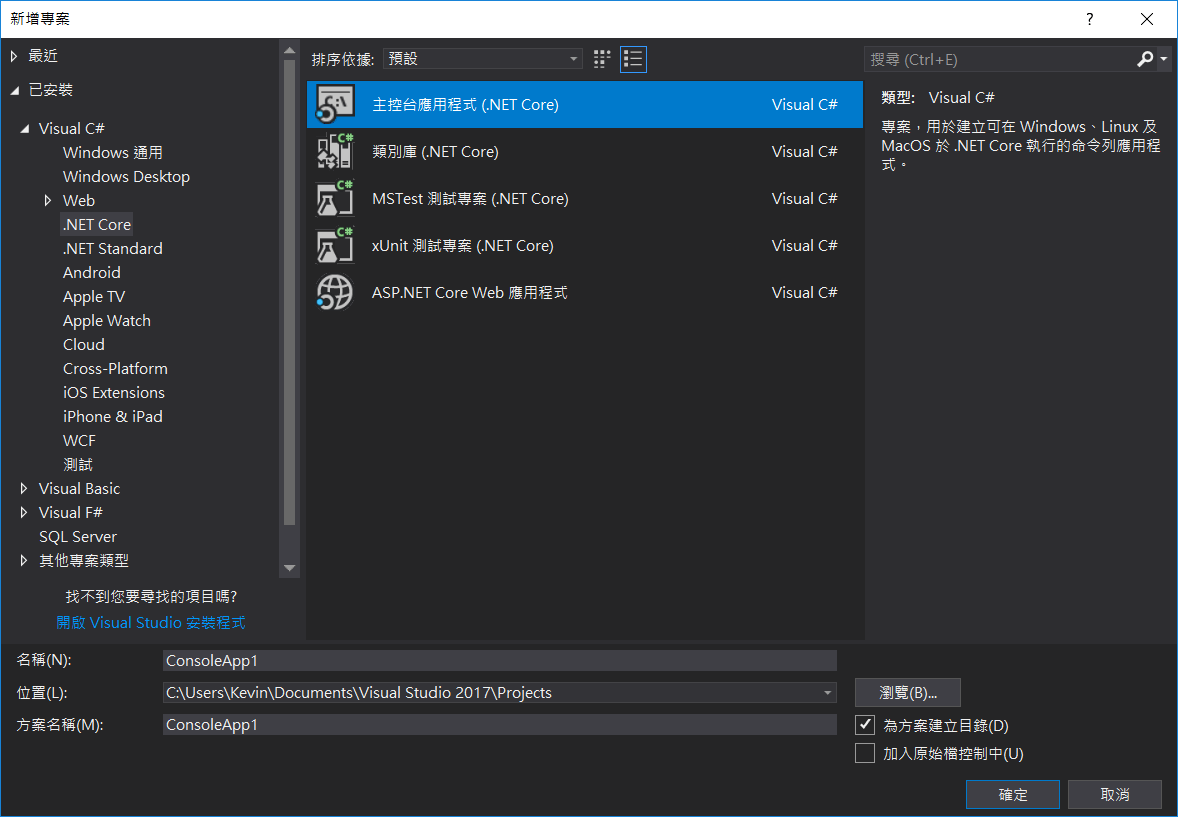 新增專案
?
最近
已安裝
Visual C#
Windows 通用
Windows Desktop
Web
.NET Core
.NET Standard
Android
Apple TV
Apple Watch
Cloud
Cross-Platform
iOS Extensions
iPhone & iPad
WCF
測試
Visual Basic
Visual F#
SQL Server
其他專案類型
找不到您要尋找的項目嗎?
開啟 Visual Studio 安裝程式
排序依據: 預設
主控台應用程式 (.NET Core) Visual C#
類別庫 (.NET Core) Visual C#
MSTest 測試專案 (.NET Core) Visual C#
xUnit 測試專案 (.NET Core) Visual C#
ASP.NET Core Web 應用程式 Visual C#
搜尋 (Ctrl+E)
類型: Visual C#
專案，用於建立可在 Windows、Linux 及
MacOS 於 .NET Core 執行的命令列應用程
式。
名稱(N): ConsoleApp1
位置(L): C:\Users\Kevin\Documents\Visual Studio 2017\Projects 瀏覽(B)...
方案名稱(M): ConsoleApp1 為方案建立目錄(D)
加入原始檔控制中(U)
確定 取消